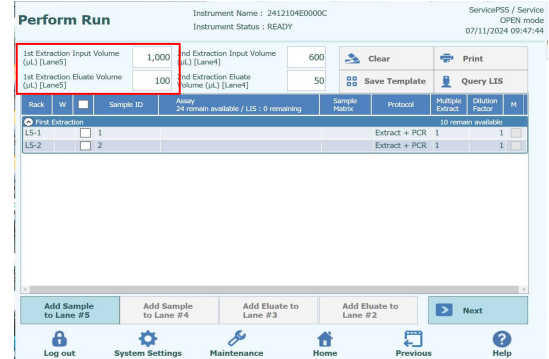 Perform Run
Instrument Name : 2412104E0000C
Instrument Status : READY
ServicePSS / Service
OPEN mode
07/11/2024 09:47:44
1st Extraction Input Volume
(µL) [Lane5]
1,000
2nd Extraction Input Volume
(µL) [Lane4]
600
Clear
Print
1st Extraction Eluate Volume
(µL) [Lane5]
100
2nd Extraction Eluate
Volume (µL) [Lane4]
50
Save Template
Query LIS
Rack W Sample ID Assay
24 remain available / LIS : 0 remaining
Sample
Matrix
Protocol
Multiple
Extract
Dilution
Factor
M
First Extraction 10 remain available
L5-1 1 Extract + PCR 1 1
L5-2 2 Extract + PCR 1 1
Add Sample
to Lane #5
Add Sample
to Lane #4
Add Eluate to
Lane #3
Add Eluate to
Lane #2
Next
Log out
System Settings
Maintenance
Home
Previous
Help